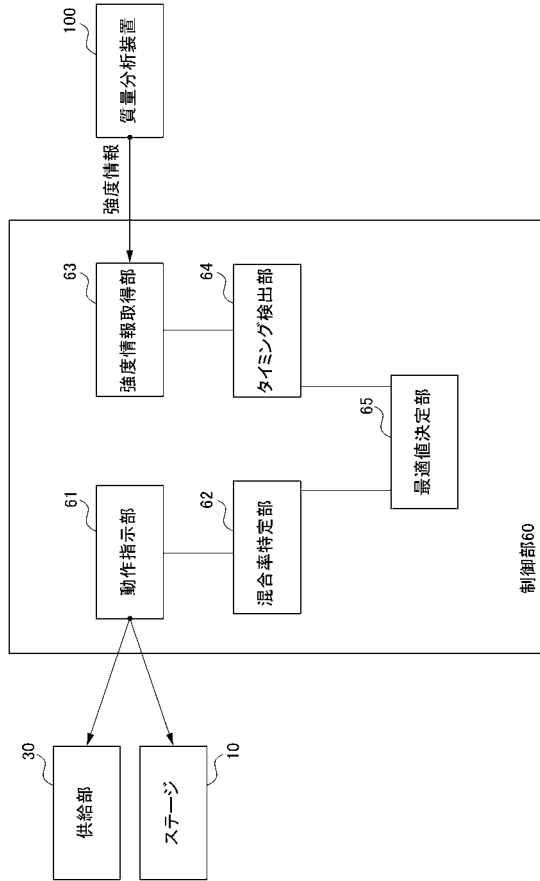 供給部
30
ステージ
10
動作指示部
61
混合率特定部
62
強度情報取得部
63
タイミング検出部
64
最適値決定部
65
制御部60
強度情報
質量分析装置
100